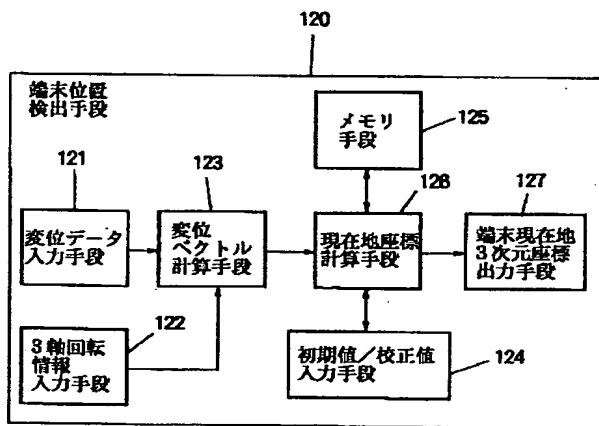 120
端末位置
検出手段
メモリ
手段
125
121
123
126
127
変位データ
入力手段
変位
ベクトル
計算手段
現在地座標
計算手段
端末現在地
3次元座標
出力手段
122
3軸回転
情報
入力手段
初期値/校正値
入力手段
124